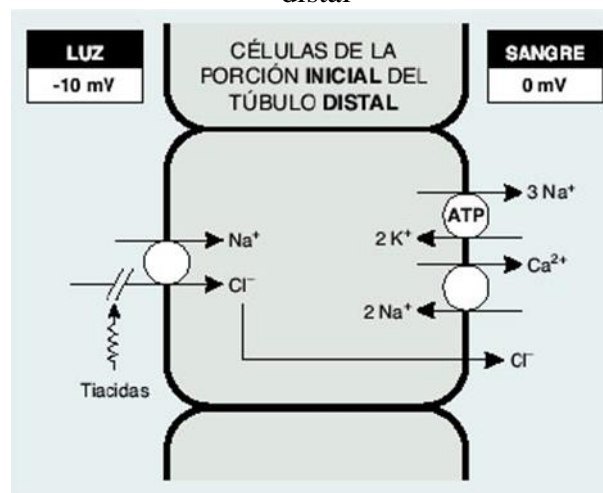 distal
LUZ
-10 mV
CÉLULAS DE LA
PORCIÓN INICIAL DEL
TÚBULO DISTAL
SANGRE
0 mV
3 Na⁺
ATP
Na⁺
2 K⁺
Ca²⁺
Cl⁻
2 Na⁺
Cl⁻
Tiacidas